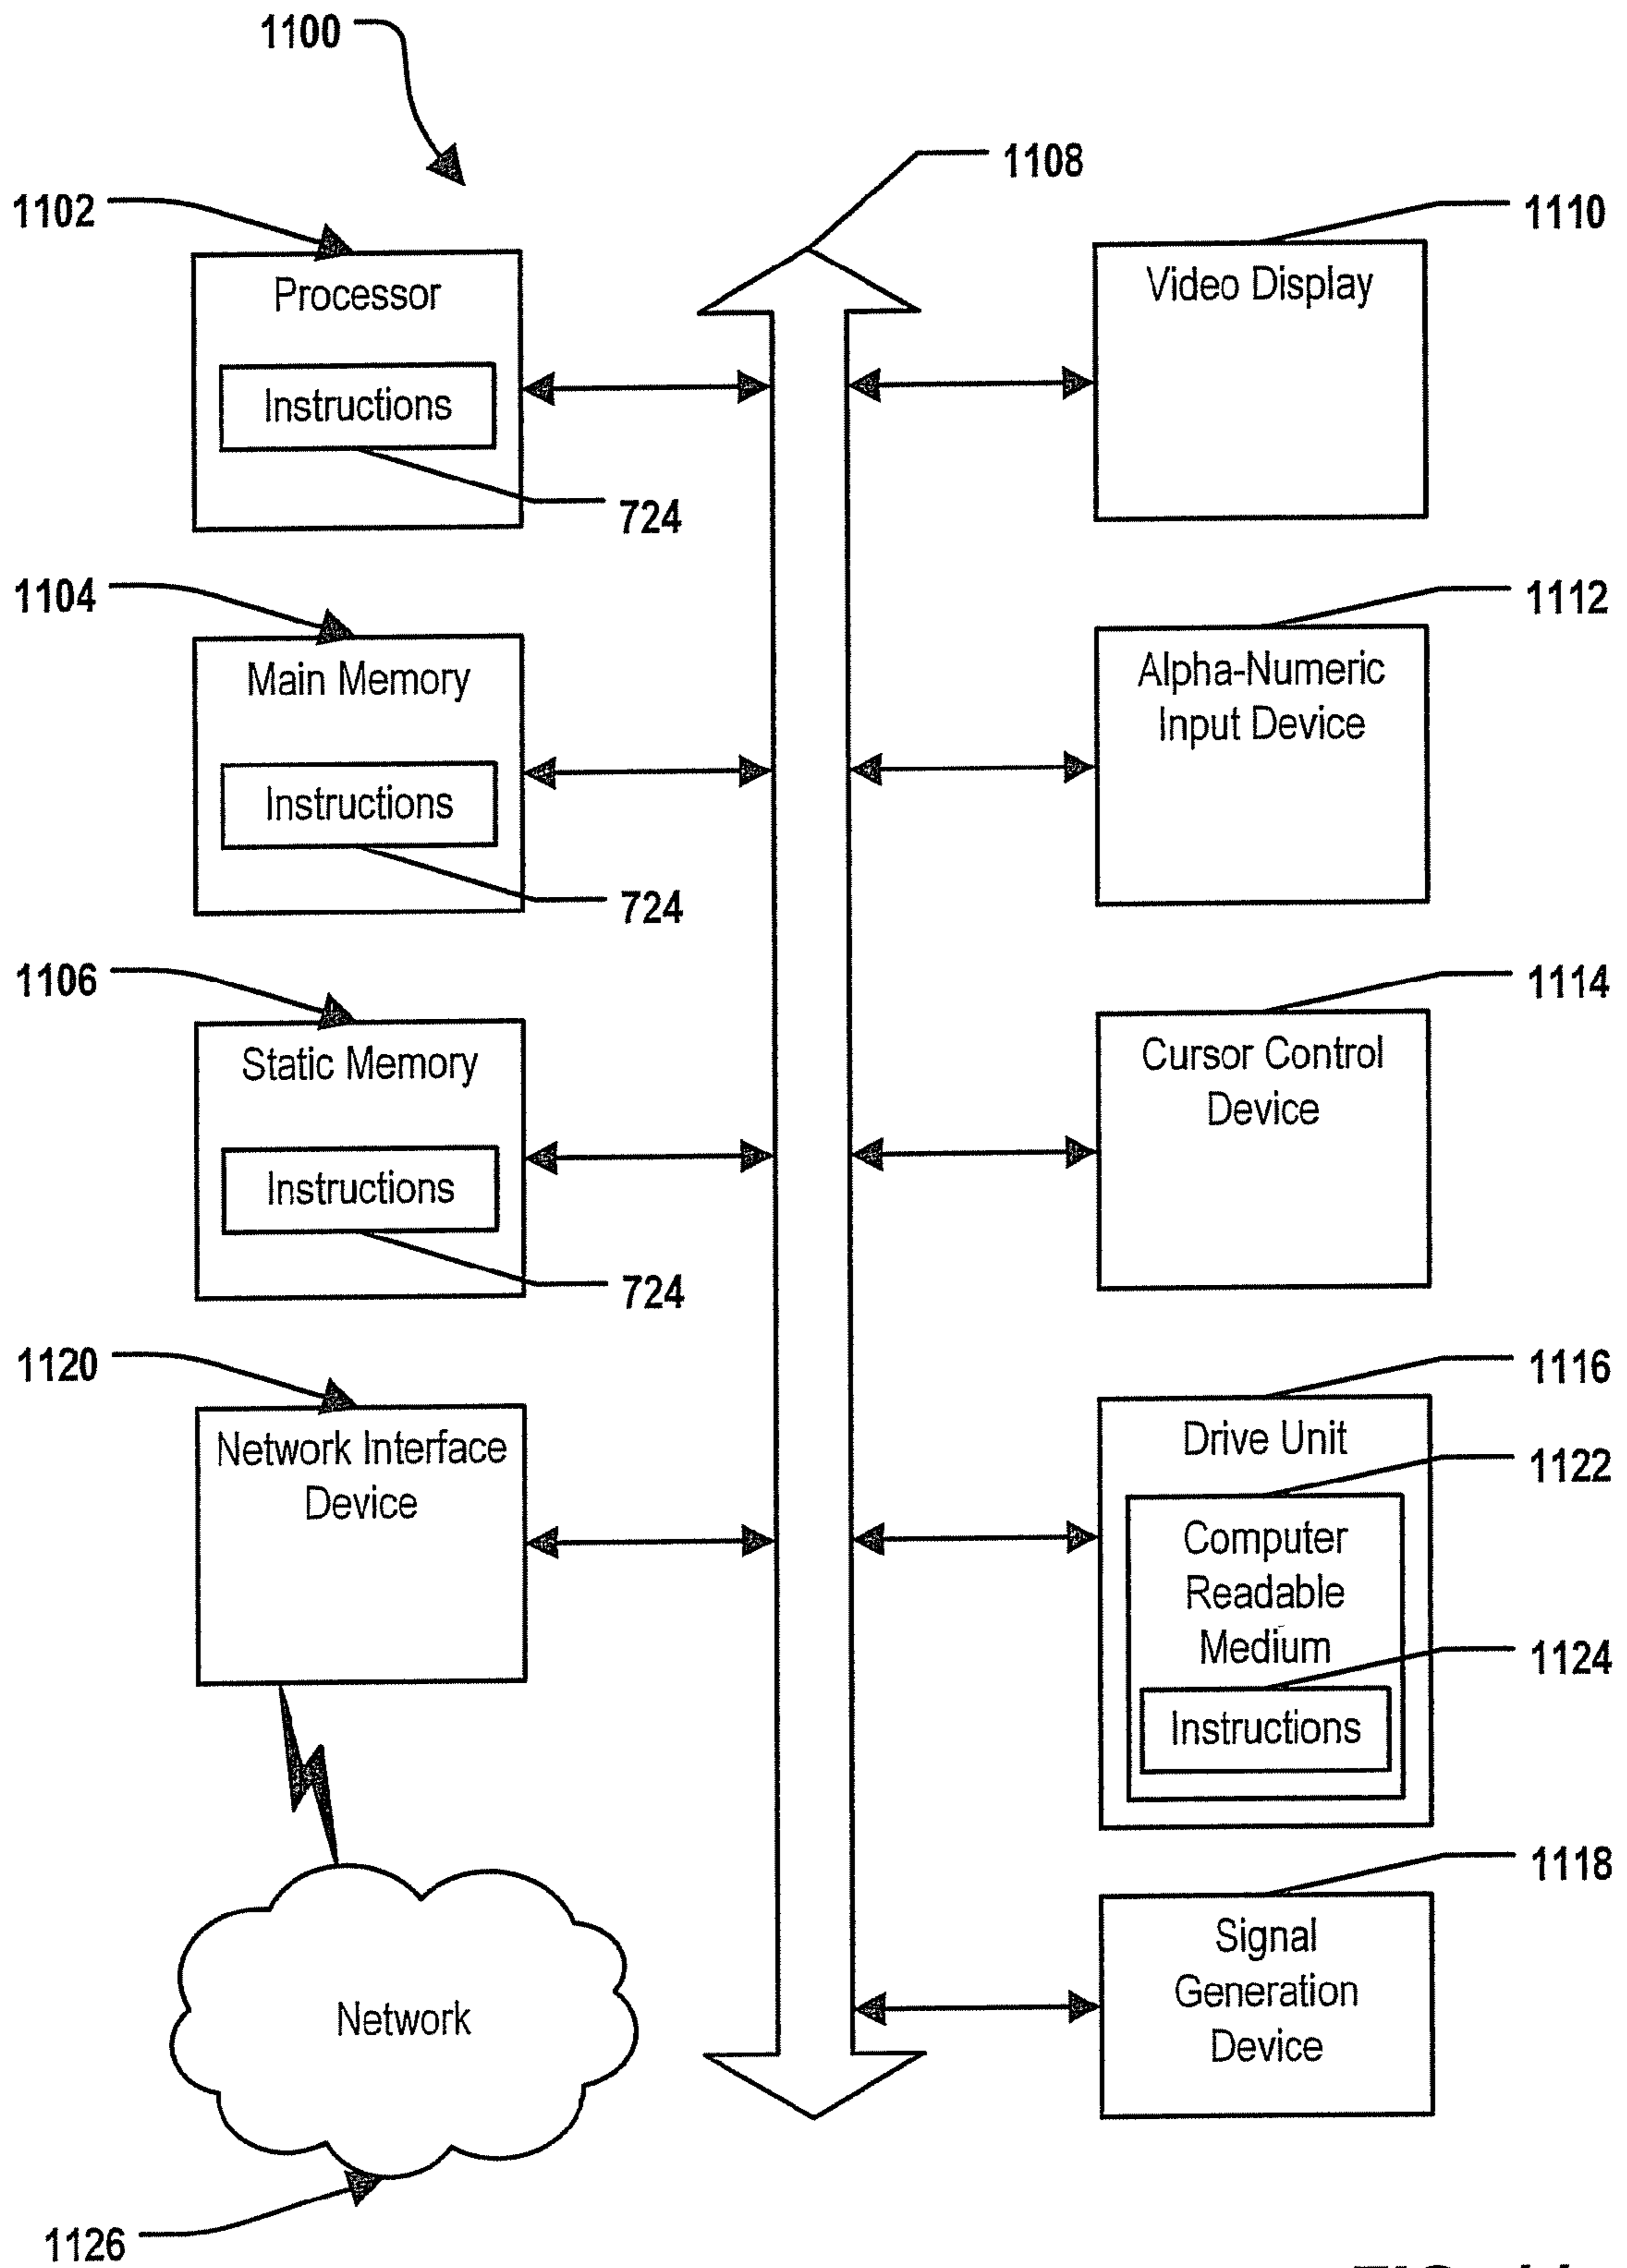 1100
1108
1102
1110
Processor
Instructions
724
Video Display
1104
1112
Main Memory
Instructions
724
Alpha-Numeric
Input Device
1106
1114
Static Memory
Instructions
724
Cursor Control
Device
1120
1116
Network Interface
Device
Drive Unit
1122
Computer
Readable
Medium
1124
Instructions
1118
Signal
Generation
Device
Network
1126